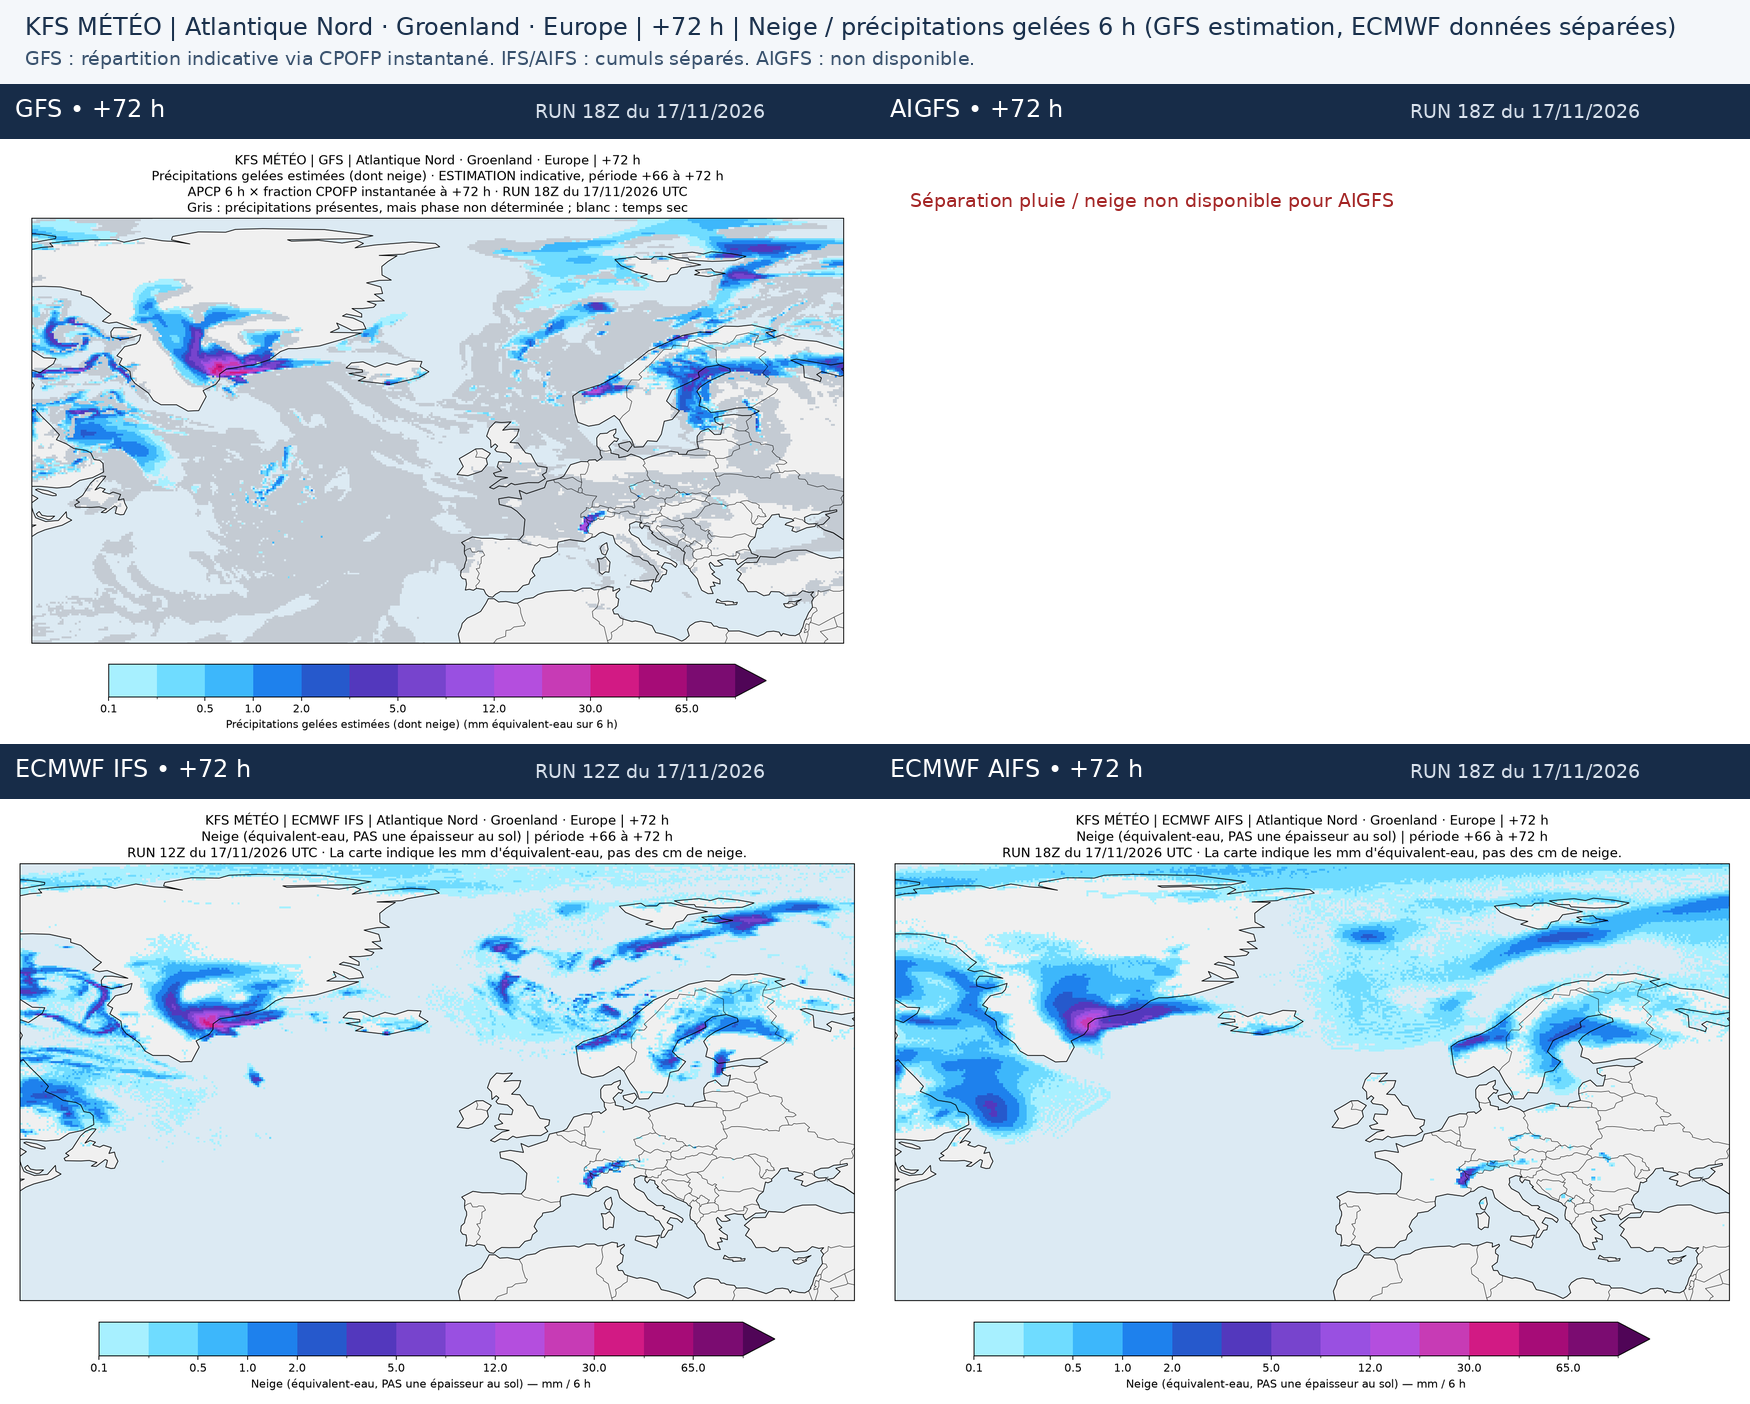 KFS MÉTÉO | Atlantique Nord · Groenland · Europe | +72 h | Neige / précipitations gelées 6 h (GFS estimation, ECMWF données séparées)
GFS : répartition indicative via CPOFP instantané. IFS/AIFS : cumuls séparés. AIGFS : non disponible.
GFS • +72 h
RUN 18Z du 17/11/2026
AIGFS • +72 h
RUN 18Z du 17/11/2026
KFS MÉTÉO | GFS | Atlantique Nord · Groenland · Europe | +72 h
Précipitations gelées estimées (dont neige) · ESTIMATION indicative, période +66 à +72 h
APCP 6 h × fraction CPOFP instantanée à +72 h · RUN 18Z du 17/11/2026 UTC
Gris : précipitations présentes, mais phase non déterminée ; blanc : temps sec
Séparation pluie / neige non disponible pour AIGFS
0.1 0.5 1.0 2.0 5.0 12.0 30.0 65.0
Précipitations gelées estimées (dont neige) (mm équivalent-eau sur 6 h)
ECMWF IFS • +72 h
RUN 12Z du 17/11/2026
ECMWF AIFS • +72 h
RUN 18Z du 17/11/2026
KFS MÉTÉO | ECMWF IFS | Atlantique Nord · Groenland · Europe | +72 h
Neige (équivalent-eau, PAS une épaisseur au sol) | période +66 à +72 h
RUN 12Z du 17/11/2026 UTC · La carte indique les mm d'équivalent-eau, pas des cm de neige.
KFS MÉTÉO | ECMWF AIFS | Atlantique Nord · Groenland · Europe | +72 h
Neige (équivalent-eau, PAS une épaisseur au sol) | période +66 à +72 h
RUN 18Z du 17/11/2026 UTC · La carte indique les mm d'équivalent-eau, pas des cm de neige.
0.1 0.5 1.0 2.0 5.0 12.0 30.0 65.0
Neige (équivalent-eau, PAS une épaisseur au sol) — mm / 6 h
0.1 0.5 1.0 2.0 5.0 12.0 30.0 65.0
Neige (équivalent-eau, PAS une épaisseur au sol) — mm / 6 h